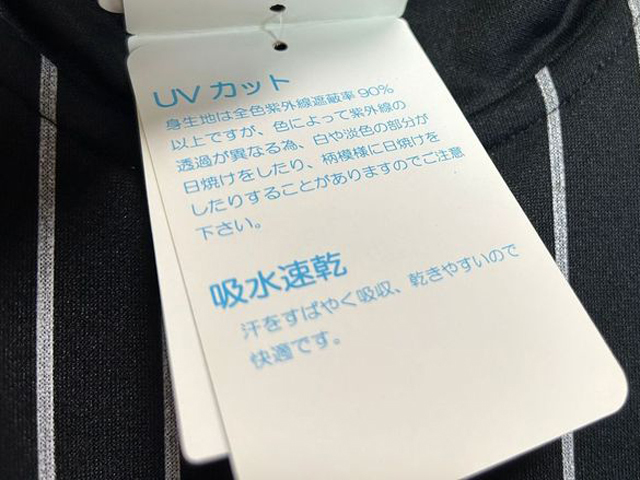 UV カット
身生地は全色紫外線遮蔽率90%
以上ですが、色によって紫外線の
透過が異なる為、白や淡色の部分が
日焼けをしたり、柄模様に日焼けを
したりすることがありますのでご注意
下さい。
吸水速乾
汗をすばやく吸収、乾きやすいので
快適です。